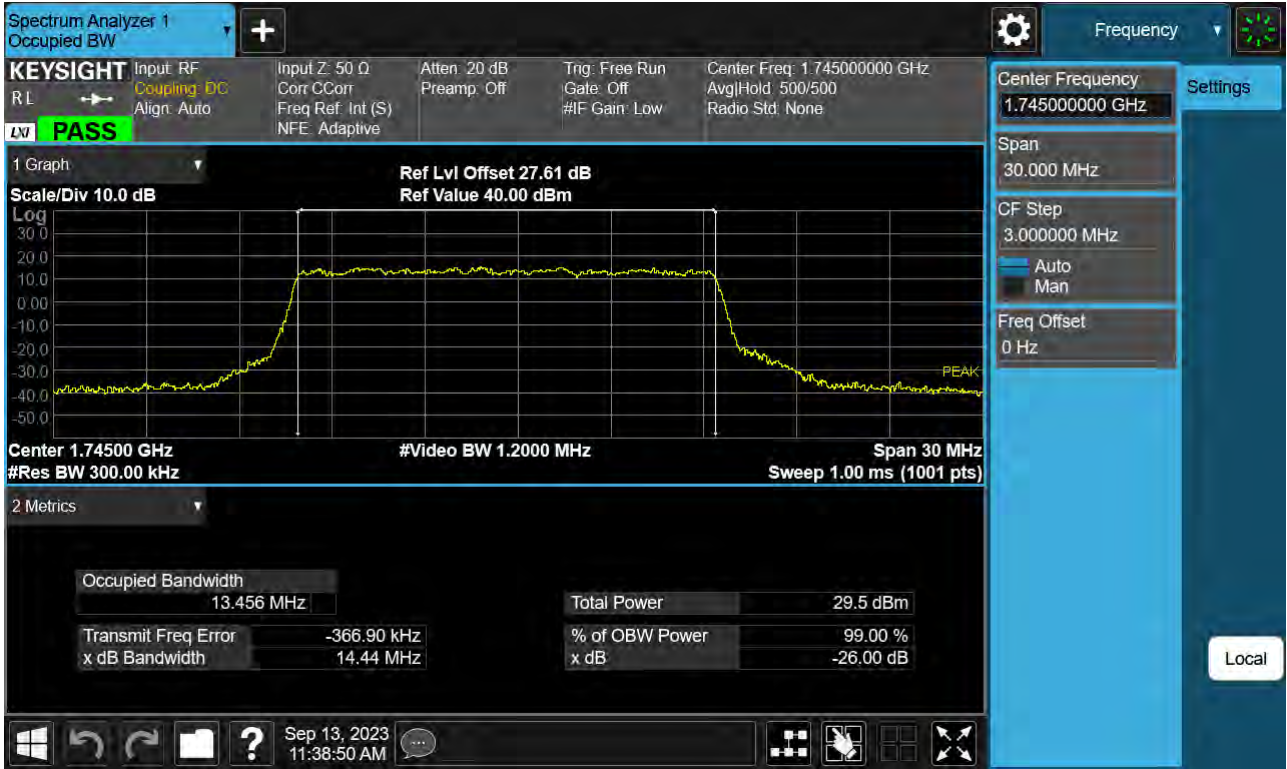 Spectrum Analyzer 1
Occupied BW
Frequency
KEYSIGHT
R L
LXI
PASS
Input: RF
Coupling: DC
Align: Auto
Input Z: 50 Ω
Corr CCorr
Freq Ref: Int (S)
NFE: Adaptive
Atten: 20 dB
Preamp: Off
Trig: Free Run
Gate: Off
#IF Gain: Low
Center Freq: 1.745000000 GHz
Avg|Hold: 500/500
Radio Std: None
Center Frequency
1.745000000 GHz
Settings
Span
30.000 MHz
CF Step
3.000000 MHz
Auto
Man
Freq Offset
0 Hz
1 Graph
Scale/Div 10.0 dB
Ref Lvl Offset 27.61 dB
Ref Value 40.00 dBm
Log
30.0
20.0
10.0
0.00
-10.0
-20.0
-30.0
-40.0
-50.0
PEAK
Center 1.74500 GHz
#Video BW 1.2000 MHz
Span 30 MHz
#Res BW 300.00 kHz
Sweep 1.00 ms (1001 pts)
2 Metrics
Occupied Bandwidth
13.456 MHz
Total Power 29.5 dBm
Transmit Freq Error -366.90 kHz
% of OBW Power 99.00 %
x dB Bandwidth 14.44 MHz
x dB -26.00 dB
Local
?
Sep 13, 2023
11:38:50 AM